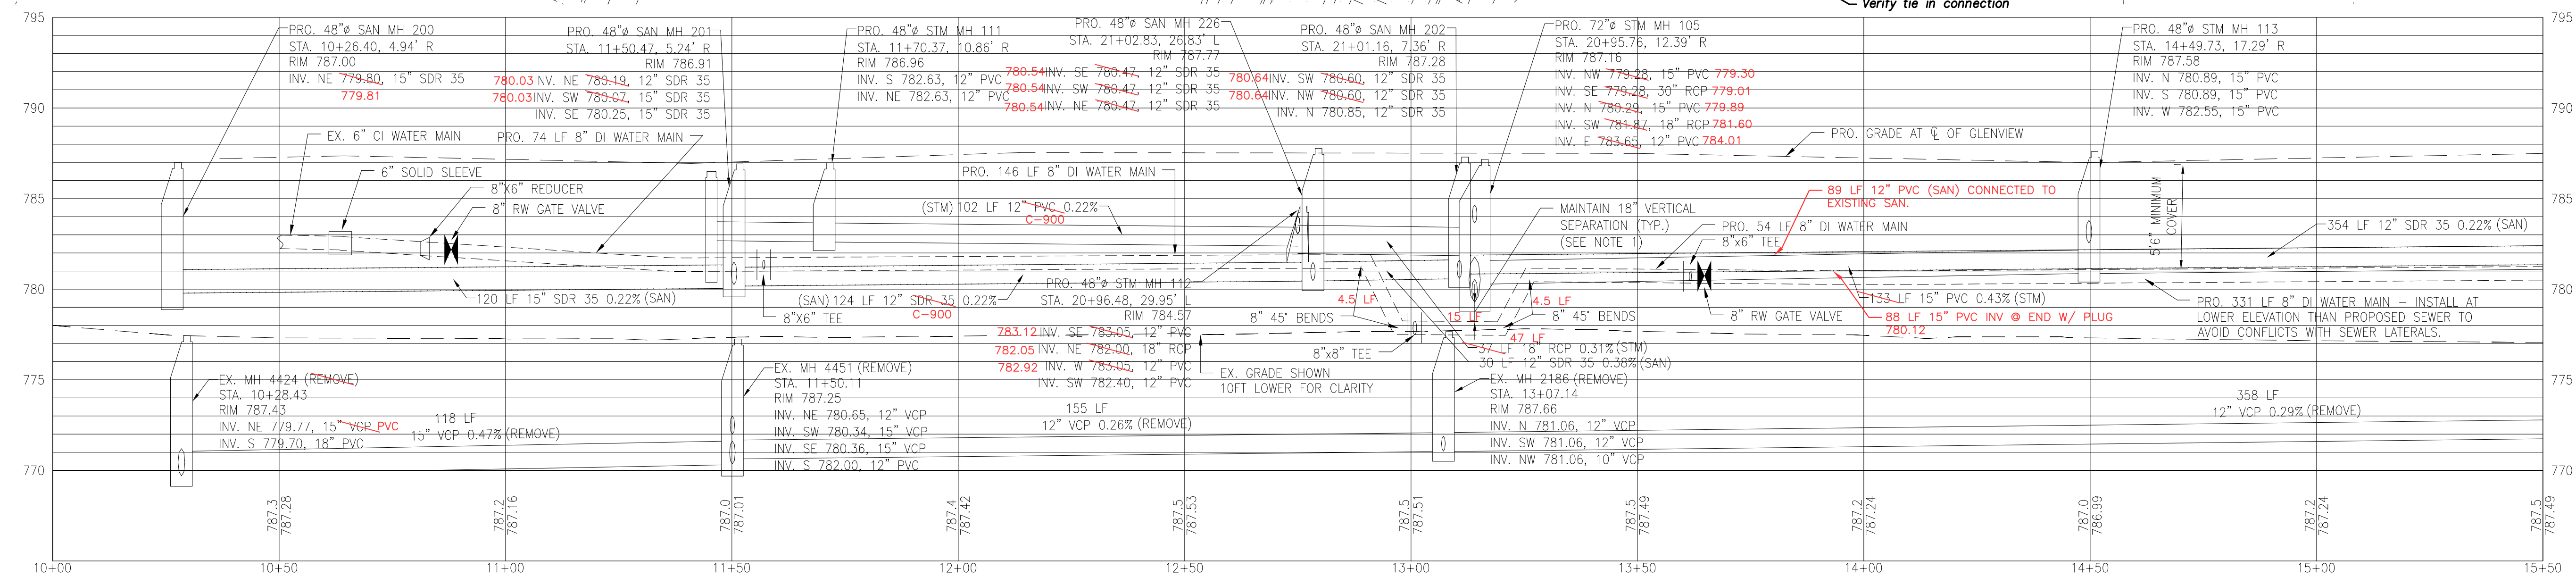 Verify tie in connection
795
790
785
780
775
770
795
790
785
780
775
770
PRO. 48"ø SAN MH 200
STA. 10+26.40, 4.94' R
RIM 787.00
INV. NE 779.80, 15" SDR 35
779.81
PRO. 48"ø SAN MH 201
STA. 11+50.47, 5.24' R
RIM 786.91
780.03 INV. NE 780.19, 12" SDR 35
780.03 INV. SW 780.07, 15" SDR 35
INV. SE 780.25, 15" SDR 35
PRO. 48"ø STM MH 111
STA. 11+70.37, 10.86' R
RIM 786.96
INV. S 782.63, 12" PVC
INV. NE 782.63, 12" PVC
PRO. 48"ø SAN MH 226
STA. 21+02.83, 26.83' L
RIM 787.77
780.54 INV. SE 780.47, 12" SDR 35
780.54 INV. SW 780.47, 12" SDR 35
780.54 INV. NE 780.47, 12" SDR 35
PRO. 48"ø SAN MH 202
STA. 21+01.16, 7.36' R
RIM 787.28
780.64 INV. SW 780.60, 12" SDR 35
780.64 INV. NW 780.60, 12" SDR 35
INV. N 780.85, 12" SDR 35
PRO. 72"ø STM MH 105
STA. 20+95.76, 12.39' R
RIM 787.16
INV. NW 779.28, 15" PVC 779.30
INV. SE 779.28, 30" RCP 779.01
INV. N 780.29, 15" PVC 779.89
INV. SW 781.87, 18" RCP 781.60
INV. E 783.65, 12" PVC 784.01
PRO. 48"ø STM MH 113
STA. 14+49.73, 17.29' R
RIM 787.58
INV. N 780.89, 15" PVC
INV. S 780.89, 15" PVC
INV. W 782.55, 15" PVC
EX. 6" CI WATER MAIN
PRO. 74 LF 8" DI WATER MAIN
6" SOLID SLEEVE
8"X6" REDUCER
8" RW GATE VALVE
PRO. 146 LF 8" DI WATER MAIN
(STM) 102 LF 12" PVC 0.22%
C-900
PRO. GRADE AT ℄ OF GLENVIEW
89 LF 12" PVC (SAN) CONNECTED TO
EXISTING SAN.
MAINTAIN 18" VERTICAL
SEPARATION (TYP.)
(SEE NOTE 1)
PRO. 54 LF 8" DI WATER MAIN
8"x6" TEE
5'6" MINIMUM
COVER
354 LF 12" SDR 35 0.22% (SAN)
120 LF 15" SDR 35 0.22% (SAN)
8"X6" TEE
(SAN) 124 LF 12" SDR 35 0.22%
C-900
PRO. 48"ø STM MH 112
STA. 20+96.48, 29.95' L
RIM 784.57
783.12 INV. SE 783.05, 12" PVC
782.05 INV. NE 782.00, 18" RCP
782.92 INV. W 783.05, 12" PVC
INV. SW 782.40, 12" PVC
4.5 LF
8" 45° BENDS
8"x8" TEE
15 LF
4.5 LF
8" 45° BENDS
47 LF
37 LF 18" RCP 0.31% (STM)
30 LF 12" SDR 35 0.38% (SAN)
8" RW GATE VALVE
133 LF 15" PVC 0.43% (STM)
88 LF 15" PVC INV @ END W/ PLUG
780.12
PRO. 331 LF 8" DI WATER MAIN – INSTALL AT
LOWER ELEVATION THAN PROPOSED SEWER TO
AVOID CONFLICTS WITH SEWER LATERALS.
EX. MH 4424 (REMOVE)
STA. 10+28.43
RIM 787.43
INV. NE 779.77, 15" VCP PVC
INV. S 779.70, 18" PVC
118 LF
15" VCP 0.47% (REMOVE)
EX. MH 4451 (REMOVE)
STA. 11+50.11
RIM 787.25
INV. NE 780.65, 12" VCP
INV. SW 780.34, 15" VCP
INV. SE 780.36, 15" VCP
INV. S 782.00, 12" PVC
155 LF
12" VCP 0.26% (REMOVE)
EX. GRADE SHOWN
10FT LOWER FOR CLARITY
EX. MH 2186 (REMOVE)
STA. 13+07.14
RIM 787.66
INV. N 781.06, 12" VCP
INV. SW 781.06, 12" VCP
INV. NW 781.06, 10" VCP
358 LF
12" VCP 0.29% (REMOVE)
787.3
787.28
787.2
787.16
787.0
787.01
787.4
787.42
787.5
787.53
787.5
787.51
787.5
787.49
787.2
787.24
787.0
786.99
787.2
787.24
787.5
787.49
10+00
10+50
11+00
11+50
12+00
12+50
13+00
13+50
14+00
14+50
15+00
15+50